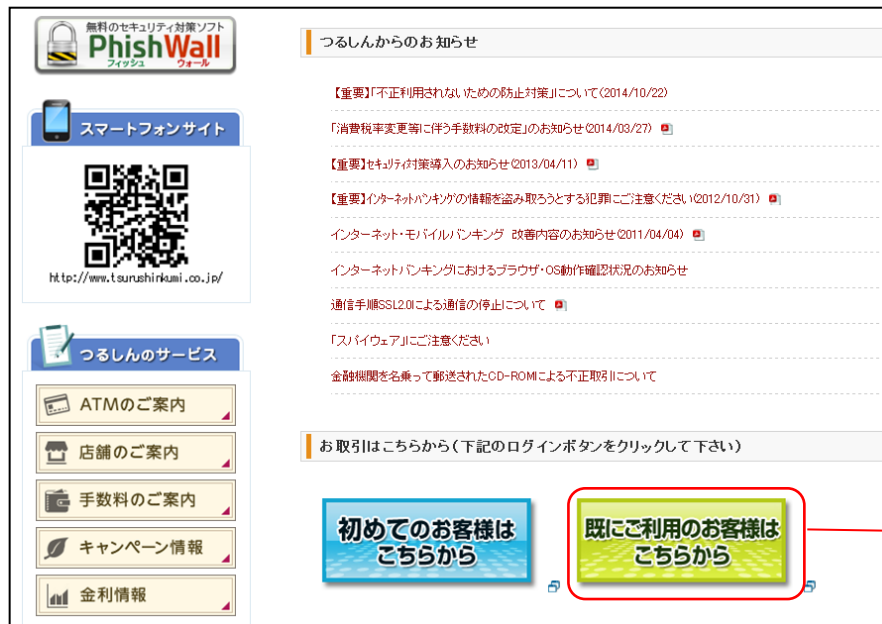 無料のセキュリティ対策ソフト
PhishWall
フィッシュ ウォール
スマートフォンサイト
http://www.tsurushinkumi.co.jp/
つるしんのサービス
ATMのご案内
店舗のご案内
手数料のご案内
キャンペーン情報
金利情報
つるしんからのお知らせ
【重要】「不正利用されないための防止対策」について(2014/10/22)
「消費税率変更等に伴う手数料の改定」のお知らせ(2014/03/27)
【重要】セキュリティ対策導入のお知らせ(2013/04/11)
【重要】インターネットバンキングの情報を盗み取ろうとする犯罪にご注意ください(2012/10/31)
インターネット・モバイルバンキング 改善内容のお知らせ(2011/04/04)
インターネットバンキングにおけるブラウザ・OS動作確認状況のお知らせ
通信手順SSL2.0による通信の停止について
「スパイウェア」にご注意ください
金融機関を名乗って郵送されたCD-ROMによる不正取引について
お取引はこちらから(下記のログインボタンをクリックして下さい)
初めてのお客様は
こちらから
既にご利用のお客様は
こちらから